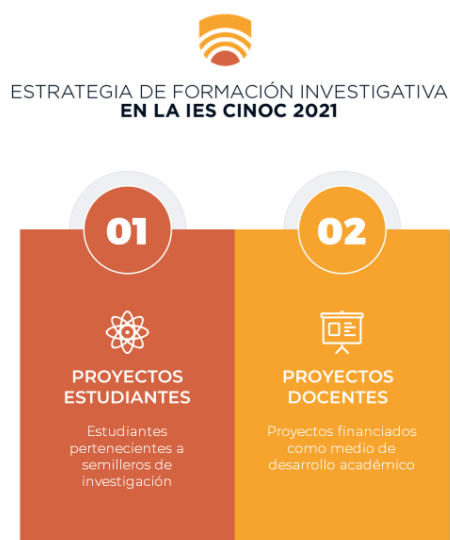 ESTRATEGIA DE FORMACIÓN INVESTIGATIVA
EN LA IES CINOC 2021
01
PROYECTOS
ESTUDIANTES
Estudiantes
pertenecientes a
semilleros de
investigación
02
PROYECTOS
DOCENTES
Proyectos financiados
como medio de
desarrollo académico